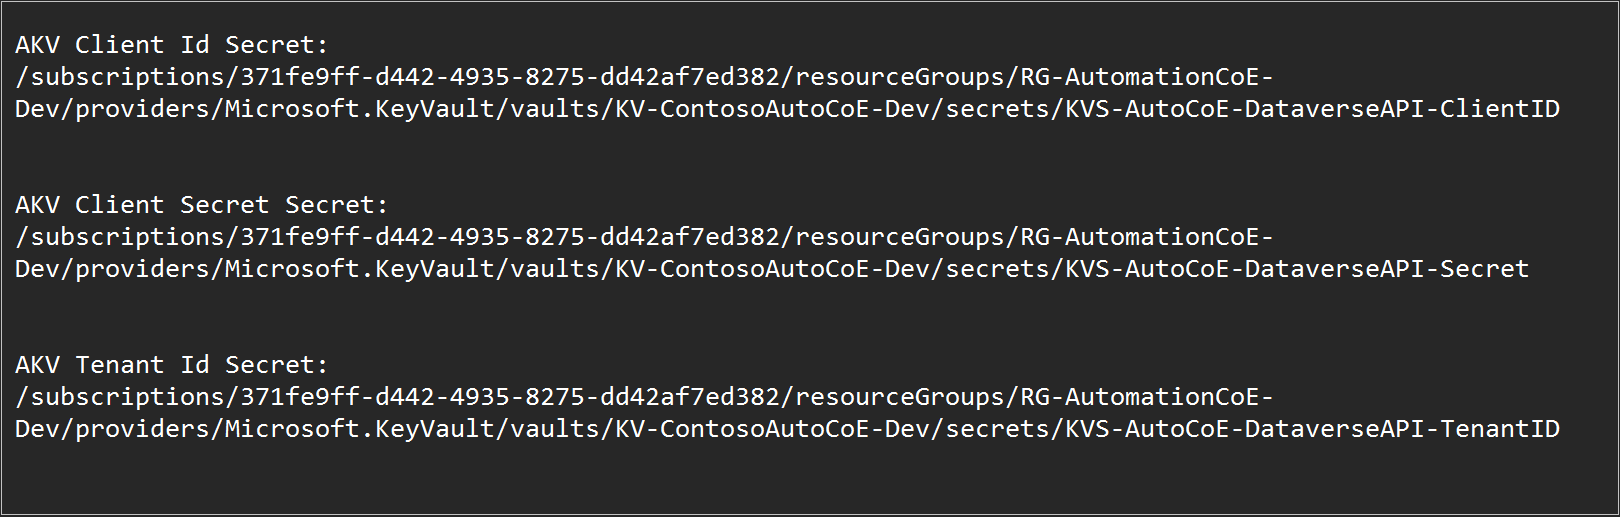 AKV Client Id Secret:
/subscriptions/371fe9ff-d442-4935-8275-dd42af7ed382/resourceGroups/RG-AutomationCoE-
Dev/providers/Microsoft.KeyVault/vaults/KV-ContosoAutoCoE-Dev/secrets/KVS-AutoCoE-DataverseAPI-ClientID
AKV Client Secret Secret:
/subscriptions/371fe9ff-d442-4935-8275-dd42af7ed382/resourceGroups/RG-AutomationCoE-
Dev/providers/Microsoft.KeyVault/vaults/KV-ContosoAutoCoE-Dev/secrets/KVS-AutoCoE-DataverseAPI-Secret
AKV Tenant Id Secret:
/subscriptions/371fe9ff-d442-4935-8275-dd42af7ed382/resourceGroups/RG-AutomationCoE-
Dev/providers/Microsoft.KeyVault/vaults/KV-ContosoAutoCoE-Dev/secrets/KVS-AutoCoE-DataverseAPI-TenantID